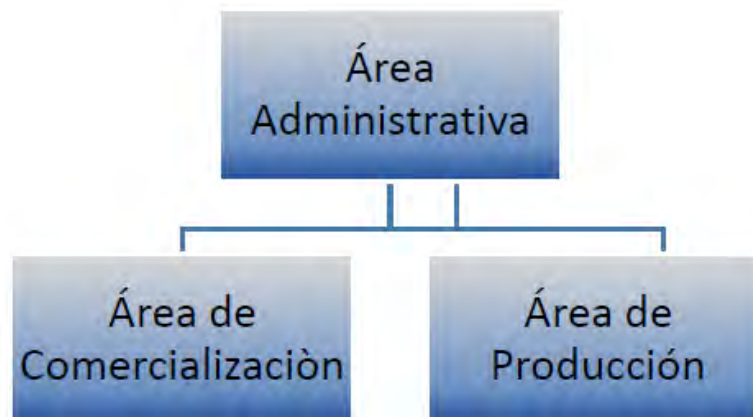 Área
Administrativa
Área de
Comercializaciòn
Área de
Producción